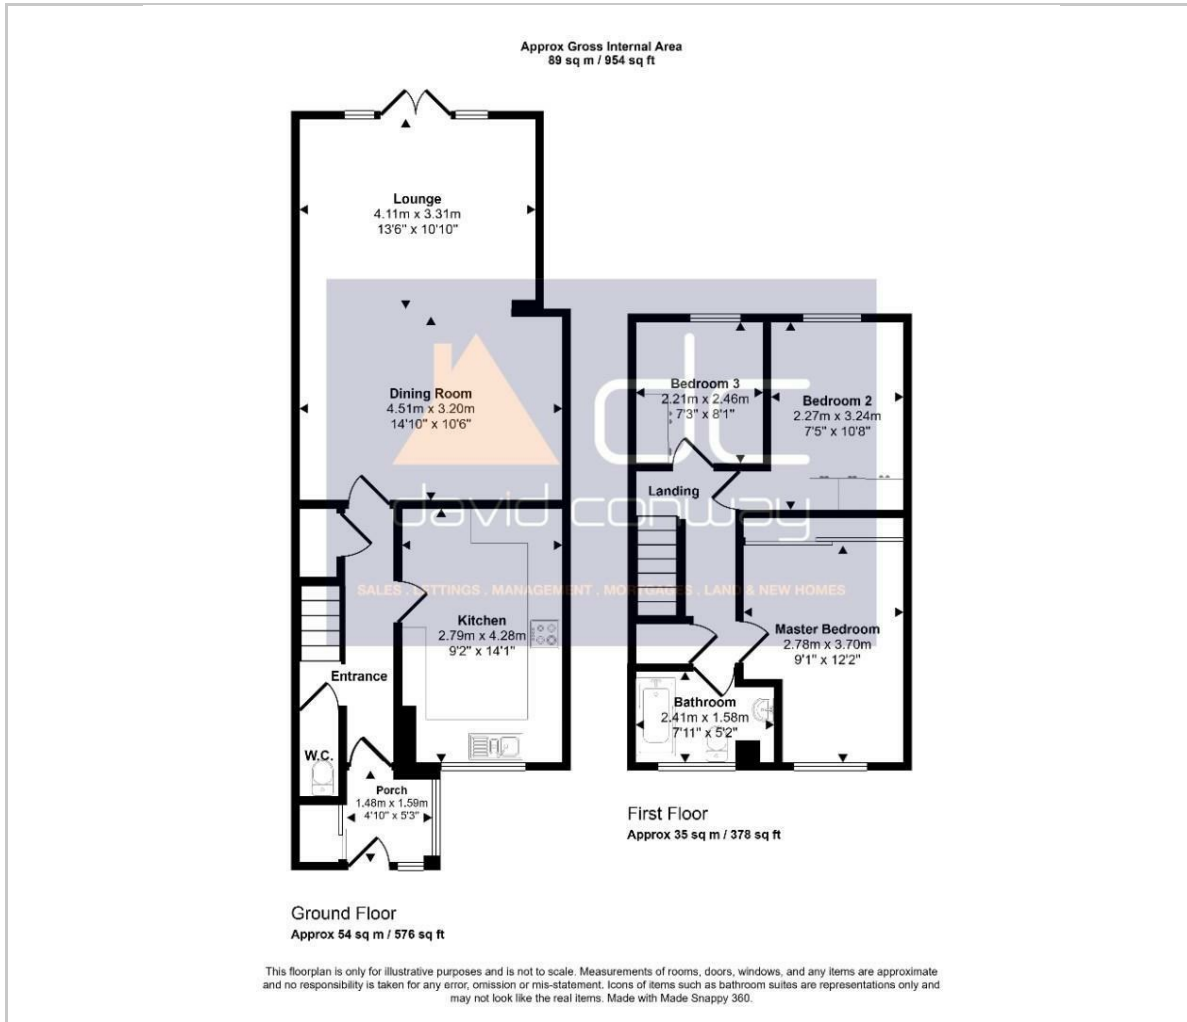 Approx Gross Internal Area
89 sq m / 954 sq ft
Lounge
4.11m x 3.31m
13'6" x 10'10"
Dining Room
4.51m x 3.20m
14'10" x 10'6"
Kitchen
2.79m x 4.28m
9'2" x 14'1"
Entrance
W.C.
Porch
1.48m x 1.59m
4'10" x 5'3"
Ground Floor
Approx 54 sq m / 576 sq ft
Bedroom 3
2.21m x 2.46m
7'3" x 8'1"
Bedroom 2
2.27m x 3.24m
7'5" x 10'8"
Landing
Master Bedroom
2.78m x 3.70m
9'1" x 12'2"
Bathroom
2.41m x 1.58m
7'11" x 5'2"
First Floor
Approx 35 sq m / 378 sq ft
dc
david conway
SALES . LETTINGS . MANAGEMENT . MORTGAGES . LAND & NEW HOMES
This floorplan is only for illustrative purposes and is not to scale. Measurements of rooms, doors, windows, and any items are approximate
and no responsibility is taken for any error, omission or mis-statement. Icons of items such as bathroom suites are representations only and
may not look like the real items. Made with Made Snappy 360.